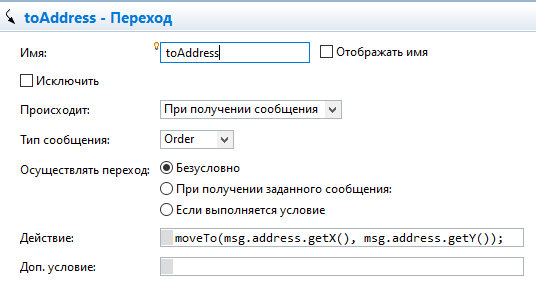 toAddress - Переход
Имя: toAddress Отображать имя
Исключить
Происходит: При получении сообщения
Тип сообщения: Order
Осуществлять переход: Безусловно
При получении заданного сообщения:
Если выполняется условие
Действие: moveTo(msg.address.getX(), msg.address.getY());
Доп. условие: